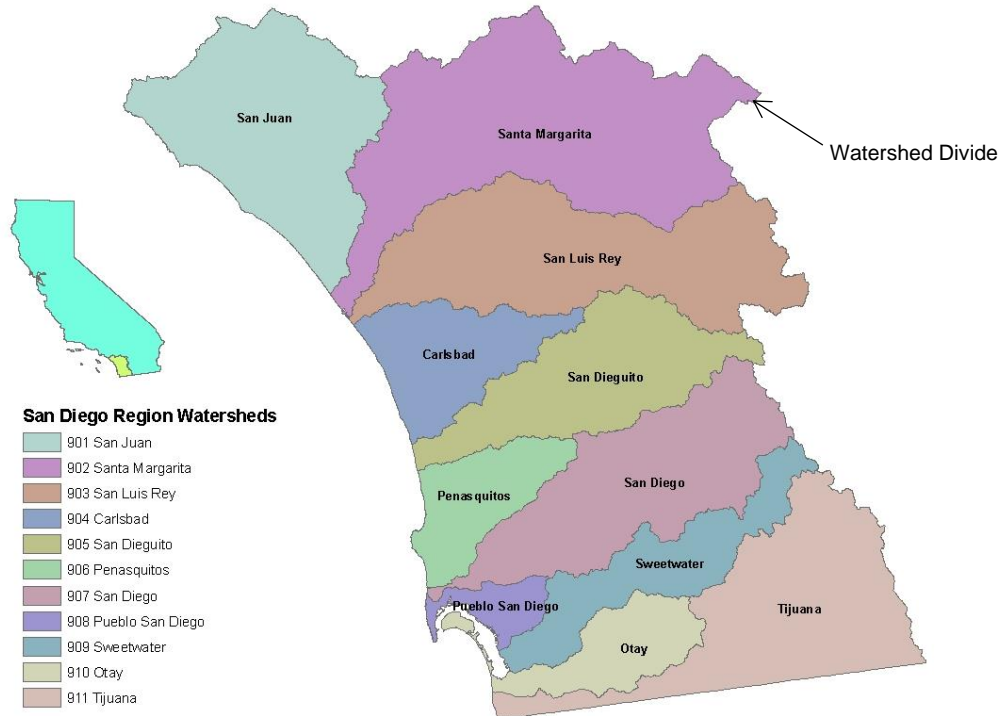 San Juan
Santa Margarita
Watershed Divide
San Luis Rey
Carlsbad
San Dieguito
San Diego Region Watersheds
901 San Juan
902 Santa Margarita
903 San Luis Rey
904 Carlsbad
905 San Dieguito
906 Penasquitos
907 San Diego
908 Pueblo San Diego
909 Sweetwater
910 Otay
911 Tijuana
San Diego
Penasquitos
Sweetwater
Pueblo San Diego
Tijuana
Otay